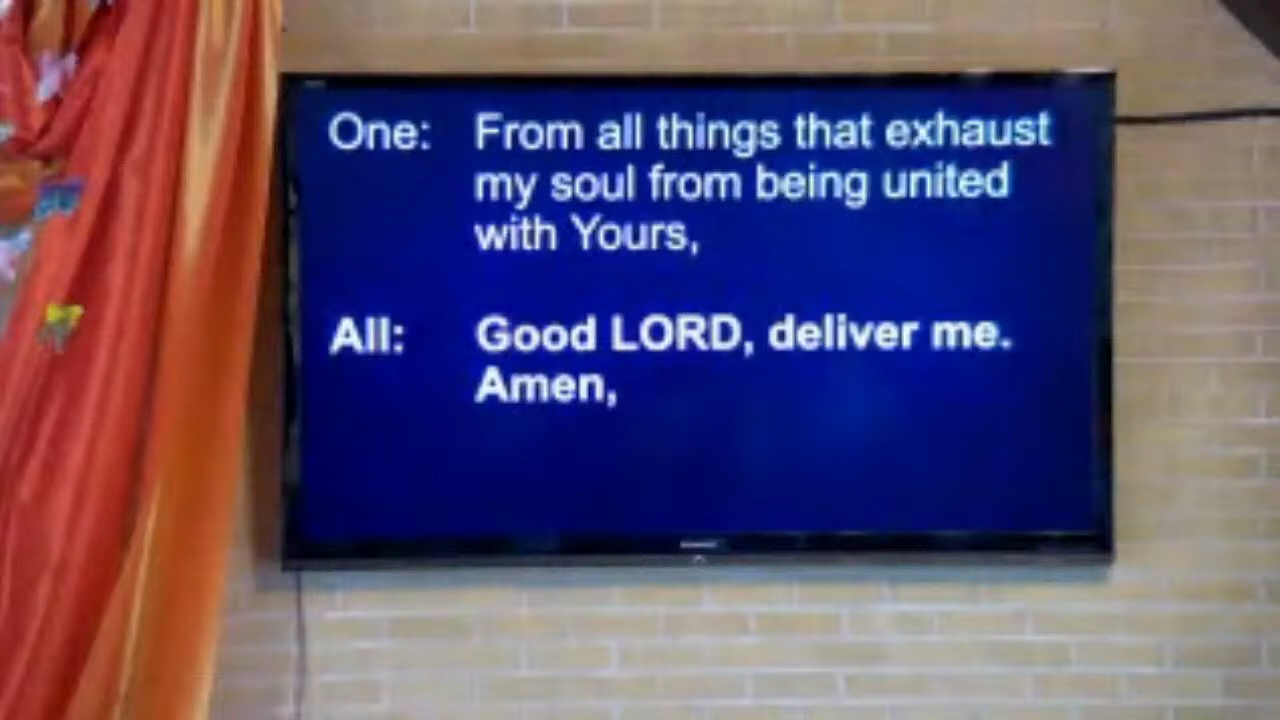 One: From all things that exhaust
my soul from being united
with Yours,
All: Good LORD, deliver me.
Amen,